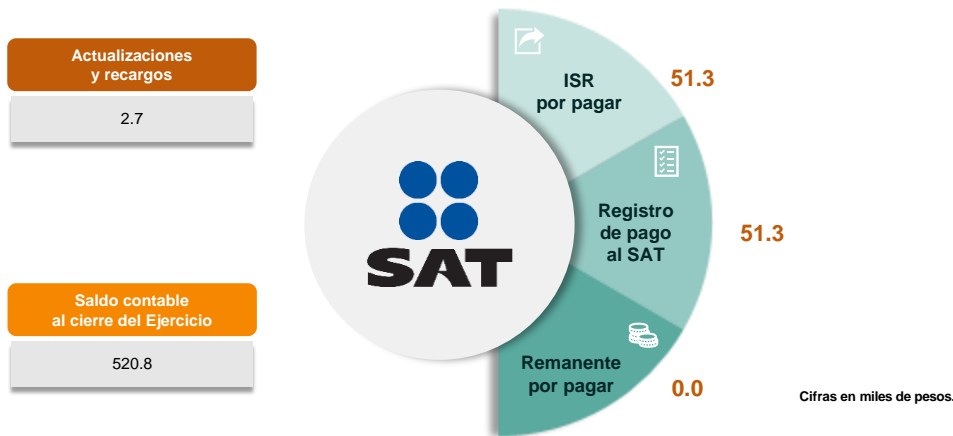 Actualizaciones
y recargos
2.7
Saldo contable
al cierre del Ejercicio
520.8
SAT
ISR
por pagar
51.3
Registro
de pago
al SAT
51.3
Remanente
por pagar
0.0
Cifras en miles de pesos.